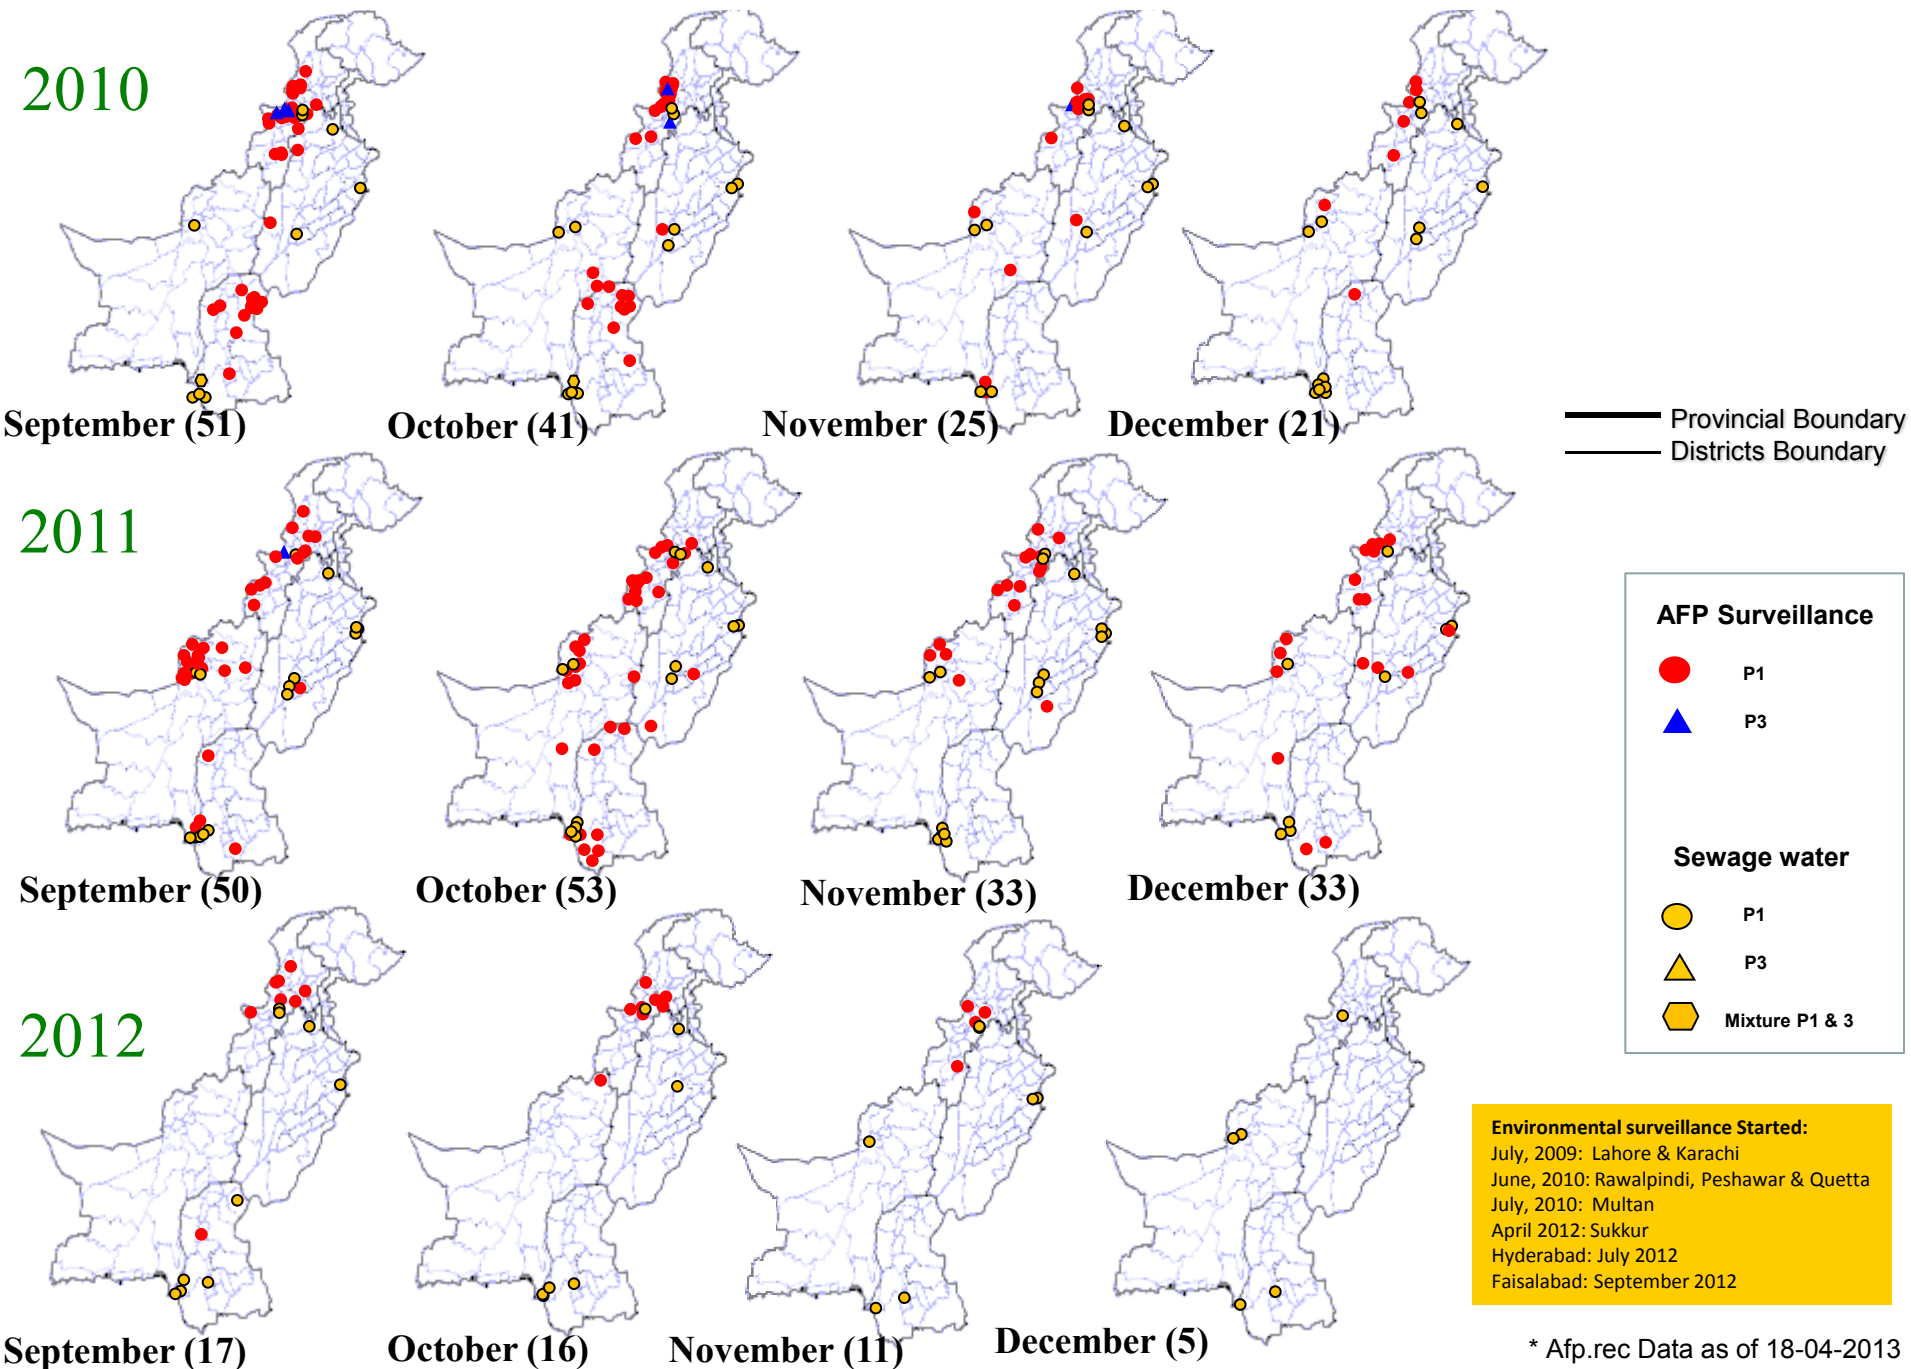 2010
September (51)
October (41)
November (25)
December (21)
Provincial Boundary
Districts Boundary
2011
September (50)
October (53)
November (33)
December (33)
AFP Surveillance
P1
P3
Sewage water
P1
P3
Mixture P1 & 3
2012
September (17)
October (16)
November (11)
December (5)
Environmental surveillance Started:
July, 2009: Lahore & Karachi
June, 2010: Rawalpindi, Peshawar & Quetta
July, 2010: Multan
April 2012: Sukkur
Hyderabad: July 2012
Faisalabad: September 2012
* Afp.rec Data as of 18-04-2013